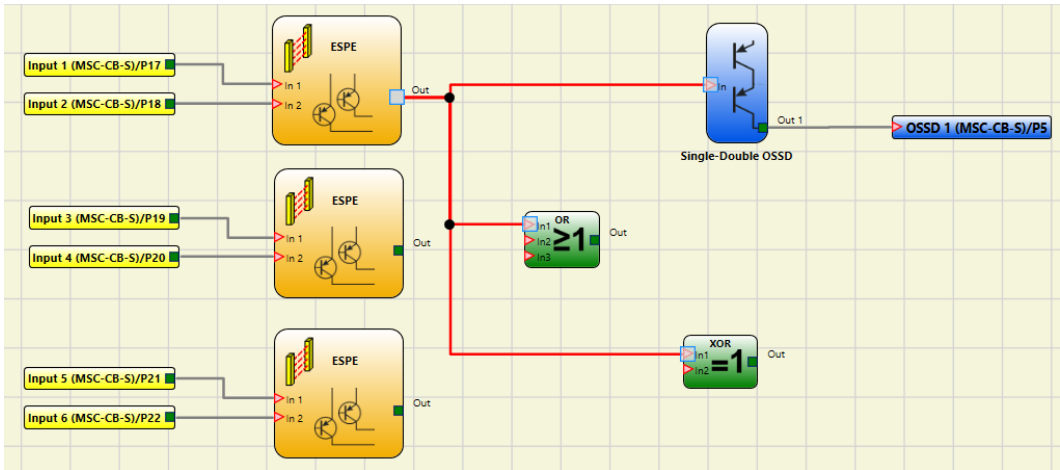 ESPE
Input 1 (MSC-CB-S)/P17
Input 2 (MSC-CB-S)/P18
In 1
In 2
Out
In
Out 1
Single-Double OSSD
OSSD 1 (MSC-CB-S)/P5
ESPE
Input 3 (MSC-CB-S)/P19
Input 4 (MSC-CB-S)/P20
In 1
In 2
Out
OR
In1
In2
In3
≥1
Out
ESPE
Input 5 (MSC-CB-S)/P21
Input 6 (MSC-CB-S)/P22
In 1
In 2
Out
XOR
In1
In2
=1
Out